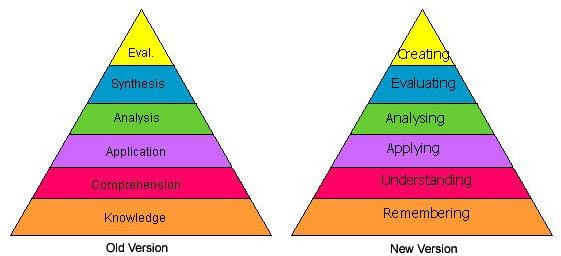 Eval.
Synthesis
Analysis
Application
Comprehension
Knowledge
Old Version
Creating
Evaluating
Analysing
Applying
Understanding
Remembering
New Version